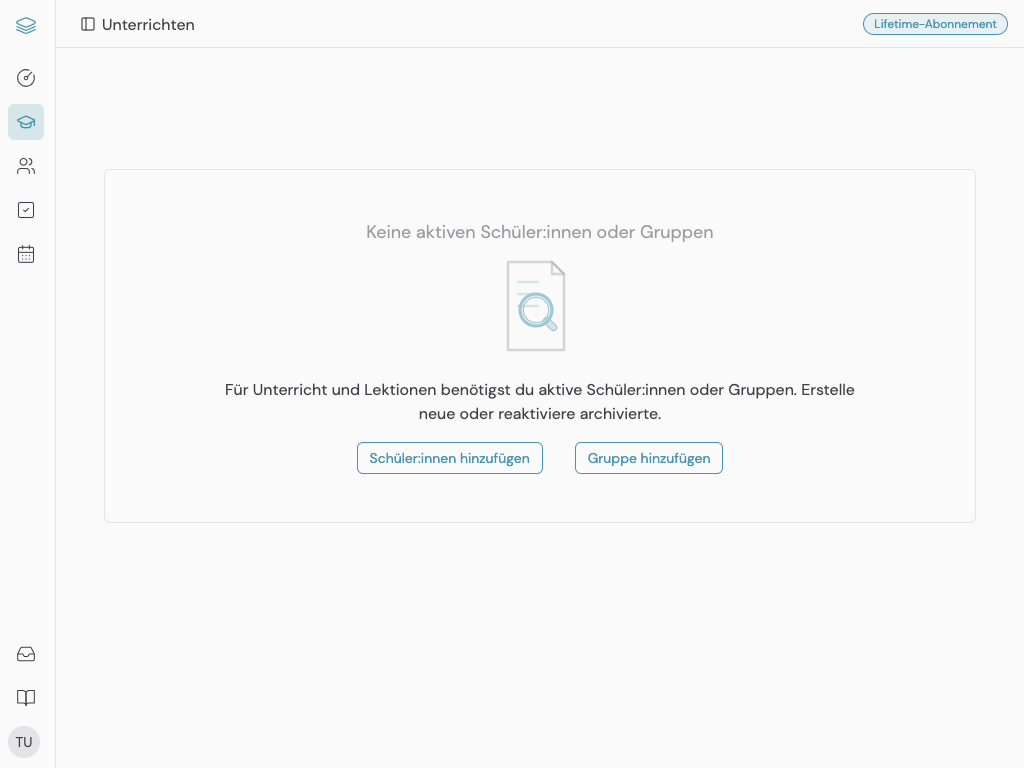 Unterrichten
Lifetime-Abonnement
Keine aktiven Schüler:innen oder Gruppen
Für Unterricht und Lektionen benötigst du aktive Schüler:innen oder Gruppen. Erstelle
neue oder reaktiviere archivierte.
Schüler:innen hinzufügen
Gruppe hinzufügen
TU